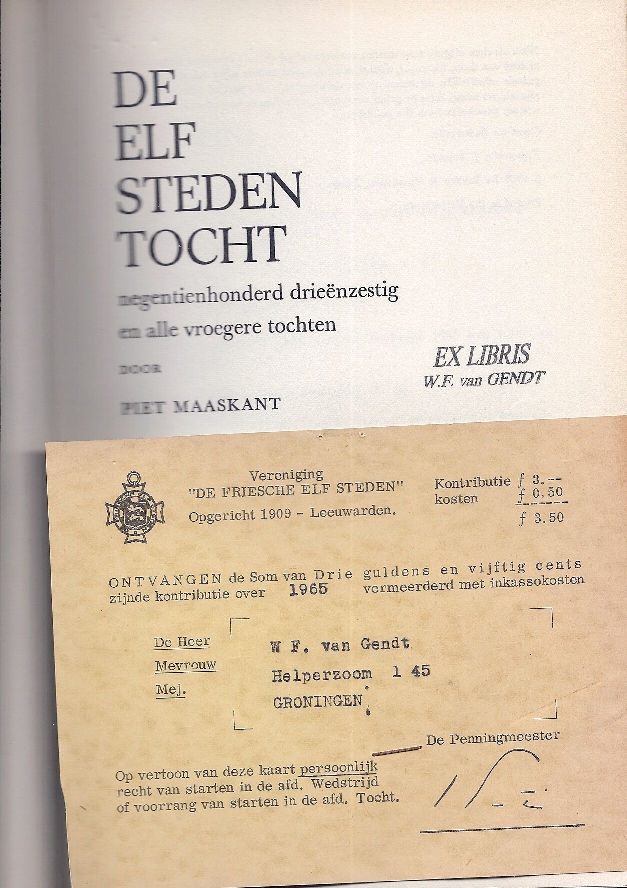 DE
ELF
STEDEN
TOCHT
negentienhonderd drieënzestig
en alle vroegere tochten
DOOR
PIET MAASKANT
EX LIBRIS
W.F. van GENDT
Vereniging
"DE FRIESCHE ELF STEDEN"
Opgericht 1909 - Leeuwarden.
Kontributie ƒ 3.--
kosten ƒ 0.50
ƒ 3.50
ONTVANGEN de Som van Drie guldens en vijftig cents
zijnde kontributie over 1965 vermeerderd met inkassokosten
De Heer
Mevrouw
Mej.
W F. van Gendt
Helperzoom 1 45
GRONINGEN
De Penningmeester
Op vertoon van deze kaart persoonlijk
recht van starten in de afd. Wedstrijd
of voorrang van starten in de afd. Tocht.